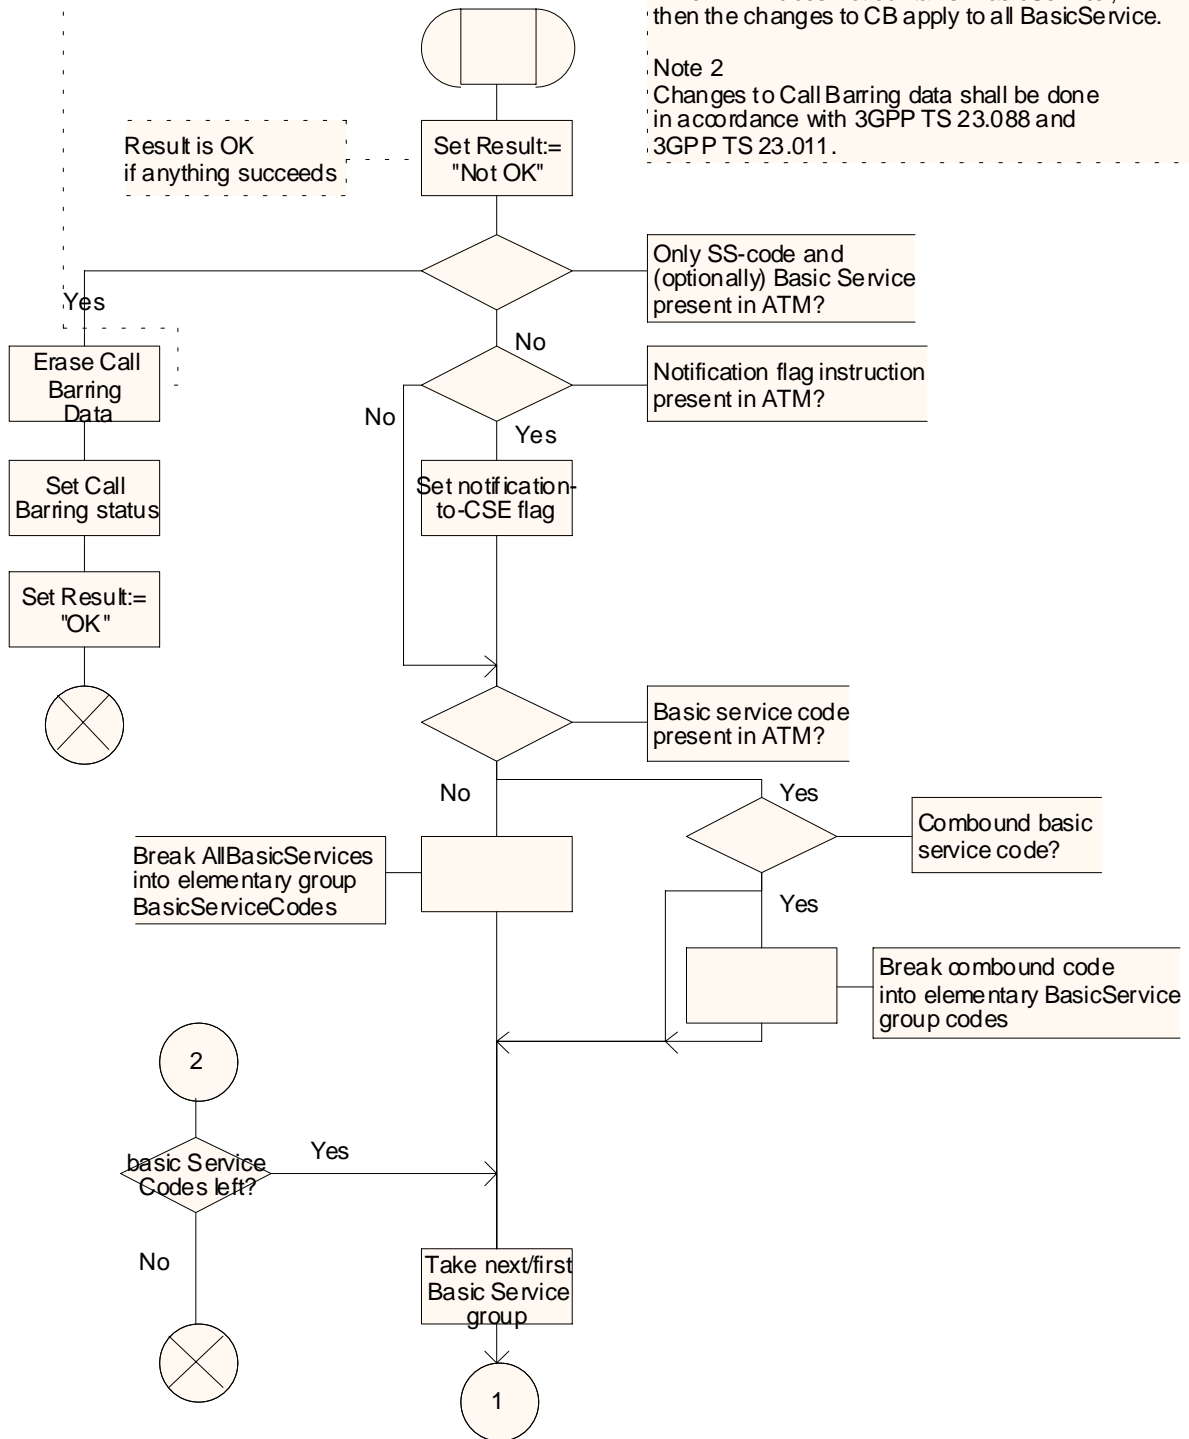 then the changes to CB apply to all BasicService.
Note 2
Changes to Call Barring data shall be done
in accordance with 3GPP TS 23.088 and
3GPP TS 23.011.
Result is OK
if anything succeeds
Set Result:=
"Not OK"
Only SS-code and
(optionally) Basic Service
present in ATM?
Yes
No
Erase Call
Barring
Data
Notification flag instruction
present in ATM?
No
Yes
Set Call
Barring status
Set notification-
to-CSE flag
Set Result:=
"OK"
Basic service code
present in ATM?
No
Yes
Combound basic
service code?
Break AllBasicServices
into elementary group
BasicServiceCodes
Yes
Break combound code
into elementary BasicService
group codes
2
basic Service
Codes left?
Yes
No
Take next/first
Basic Service
group
1